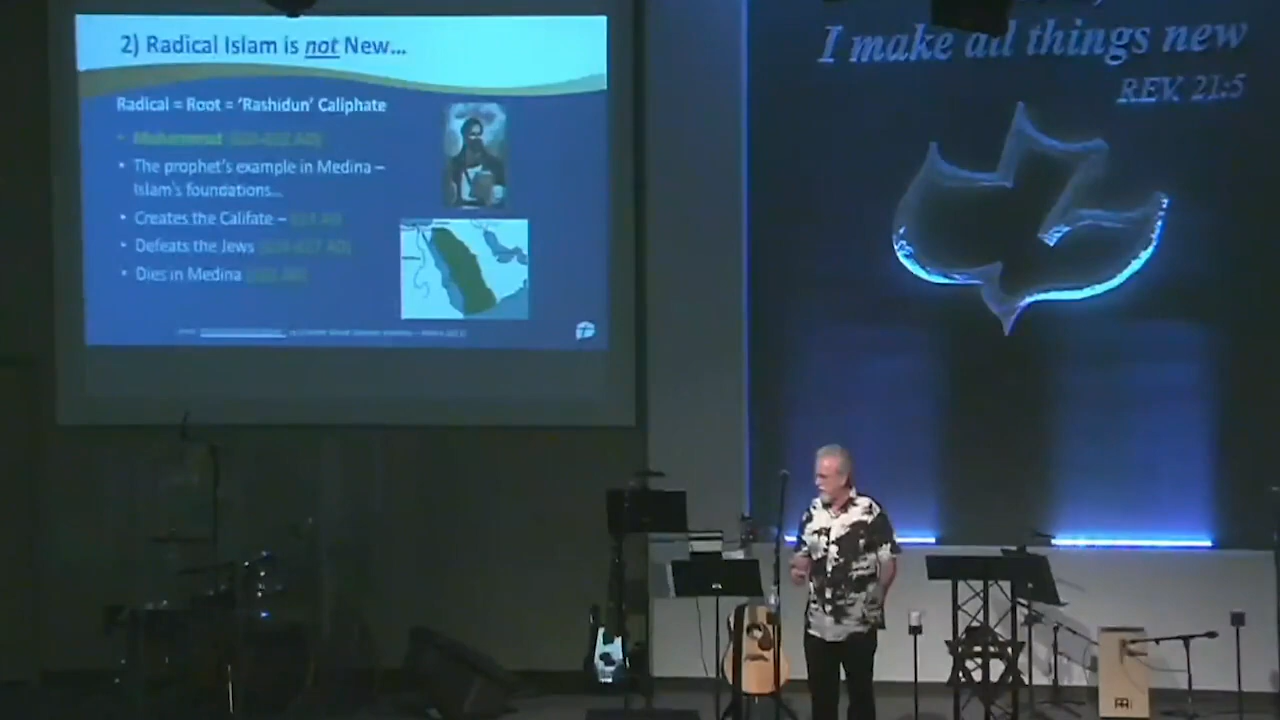 2) Radical Islam is not New...
Radical = Root = 'Rashidun' Caliphate
• Mohammed
• The prophet's example in Medina –
Islam's foundations...
• Creates the Califate –
• Defeats the Jews
• Dies in Medina
I make all things new
REV. 21:5